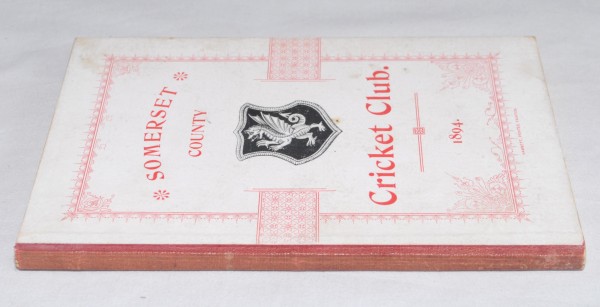 * SOMERSET *
COUNTY
Cricket Club.
1894.